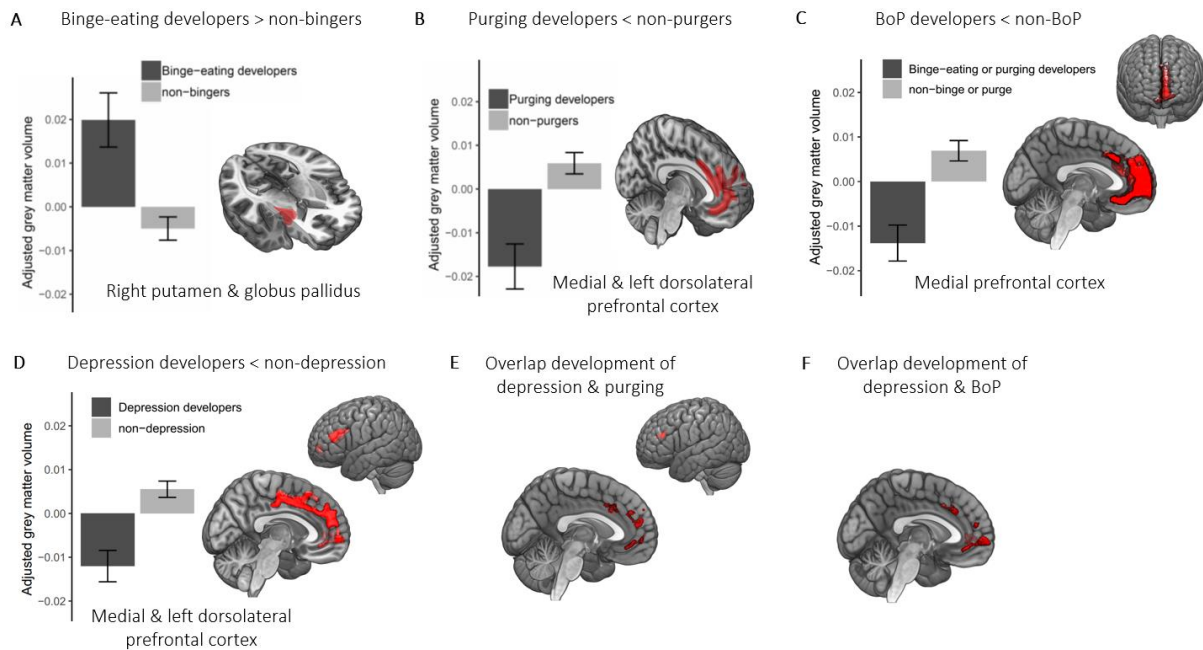 A Binge-eating developers > non-bingers
Adjusted grey matter volume
0.02
0.01
0.00
−0.01
−0.02
Binge−eating developers
non−bingers
Right putamen & globus pallidus
B Purging developers < non-purgers
Adjusted grey matter volume
0.02
0.01
0.00
−0.01
−0.02
Purging developers
non−purgers
Medial & left dorsolateral
prefrontal cortex
C BoP developers < non-BoP
Adjusted grey matter volume
0.02
0.01
0.00
−0.01
−0.02
Binge−eating or purging developers
non−binge or purge
Medial prefrontal cortex
D Depression developers < non-depression
Adjusted grey matter volume
0.02
0.01
0.00
−0.01
−0.02
Depression developers
non−depression
Medial & left dorsolateral
prefrontal cortex
E Overlap development of
depression & purging
F Overlap development of
depression & BoP